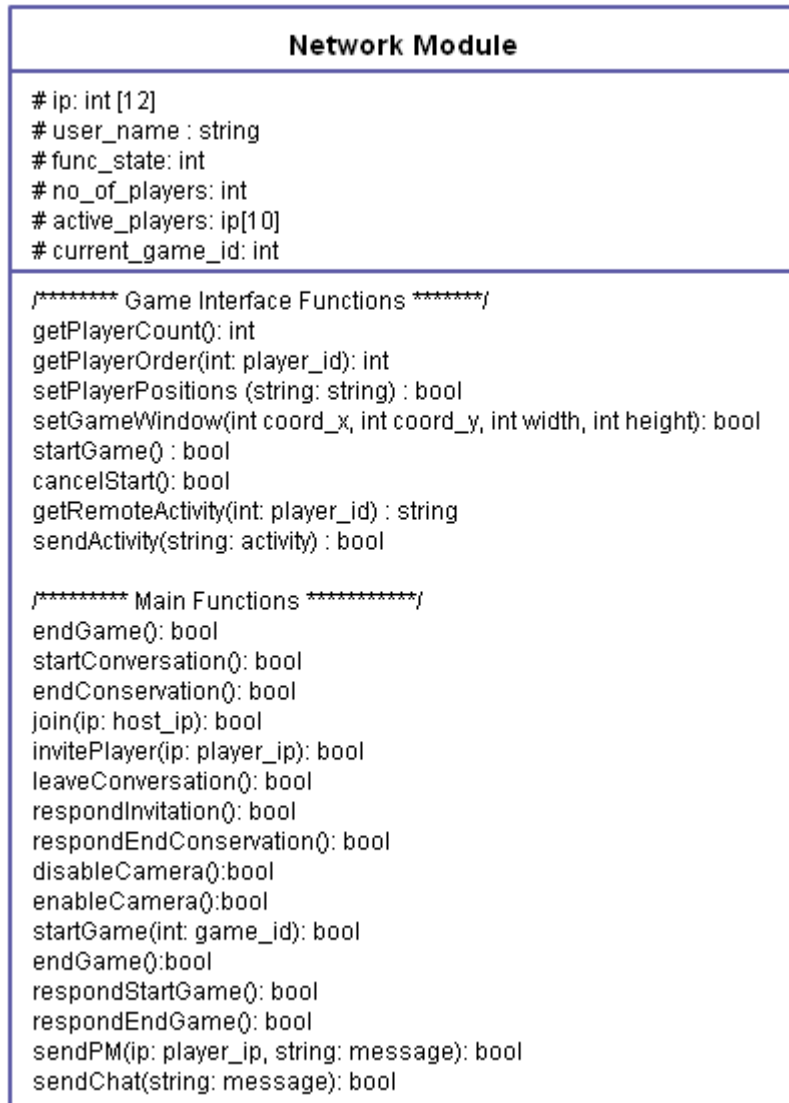 Network Module
# ip: int [12]
# user_name : string
# func_state: int
# no_of_players: int
# active_players: ip[10]
# current_game_id: int
/******** Game Interface Functions *******/
getPlayerCount(): int
getPlayerOrder(int: player_id): int
setPlayerPositions (string: string) : bool
setGameWindow(int coord_x, int coord_y, int width, int height): bool
startGame() : bool
cancelStart(): bool
getRemoteActivity(int: player_id) : string
sendActivity(string: activity) : bool
/********* Main Functions ***********/
endGame(): bool
startConversation(): bool
endConservation(): bool
join(ip: host_ip): bool
invitePlayer(ip: player_ip): bool
leaveConversation(): bool
respondInvitation(): bool
respondEndConservation(): bool
disableCamera():bool
enableCamera():bool
startGame(int: game_id): bool
endGame():bool
respondStartGame(): bool
respondEndGame(): bool
sendPM(ip: player_ip, string: message): bool
sendChat(string: message): bool